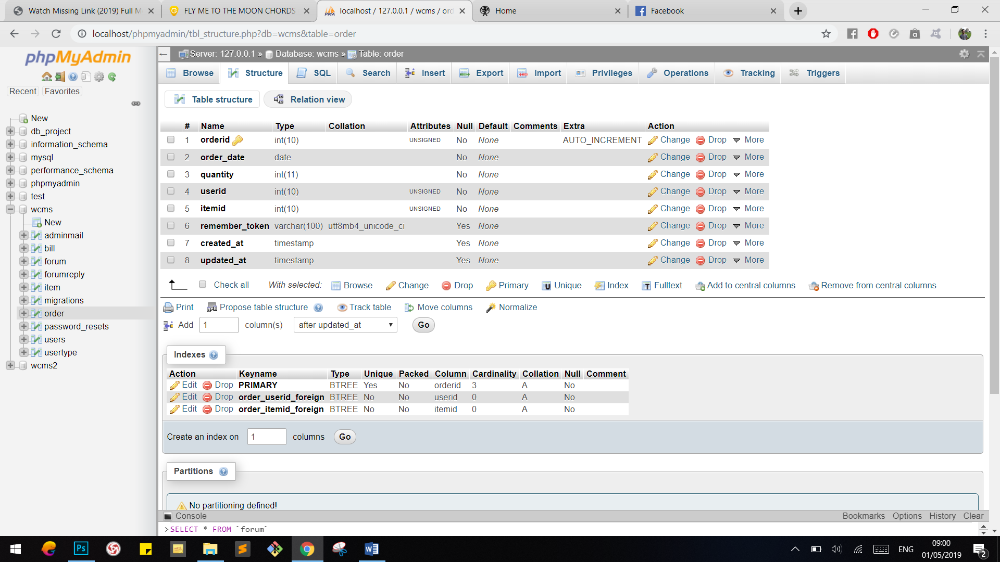 Watch Missing Link (2019) Full M
FLY ME TO THE MOON CHORDS
localhost / 127.0.0.1 / wcms / ord
Home
Facebook
localhost/phpmyadmin/tbl_structure.php?db=wcms&table=order
phpMyAdmin
Recent Favorites
New
db_project
information_schema
mysql
performance_schema
phpmyadmin
test
wcms
New
adminmail
bill
forum
forumreply
item
migrations
order
password_resets
users
usertype
wcms2
Server: 127.0.0.1 » Database: wcms » Table: order
Browse Structure SQL Search Insert Export Import Privileges Operations Tracking Triggers
Table structure Relation view
# Name Type Collation Attributes Null Default Comments Extra Action
1 orderid int(10) UNSIGNED No None AUTO_INCREMENT Change Drop More
2 order_date date No None Change Drop More
3 quantity int(11) No None Change Drop More
4 userid int(10) UNSIGNED No None Change Drop More
5 itemid int(10) UNSIGNED No None Change Drop More
6 remember_token varchar(100) utf8mb4_unicode_ci Yes None Change Drop More
7 created_at timestamp Yes None Change Drop More
8 updated_at timestamp Yes None Change Drop More
Check all With selected: Browse Change Drop Primary Unique Index Fulltext Add to central columns Remove from central columns
Print Propose table structure Track table Move columns Normalize
Add 1 column(s) after updated_at Go
Indexes
Action Keyname Type Unique Packed Column Cardinality Collation Null Comment
Edit Drop PRIMARY BTREE Yes No orderid 3 A No
Edit Drop order_userid_foreign BTREE No No userid 0 A No
Edit Drop order_itemid_foreign BTREE No No itemid 0 A No
Create an index on 1 columns Go
Partitions
No partitioning defined!
Console Bookmarks Options History Clear
>SELECT * FROM `forum`
Ps
ENG
09:00
01/05/2019
2